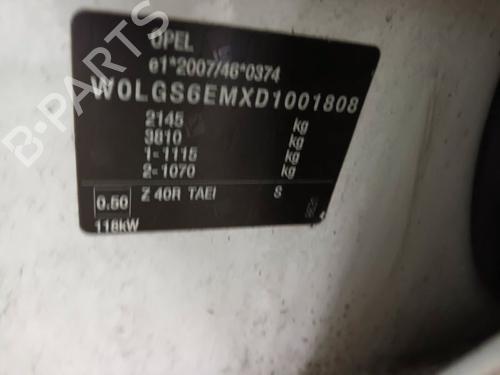 OPEL
e1*2007/46*0374
W0LGS6EMXD1001808
2145 kg
3810 kg
1-1115 kg
2-1070 kg
0.50 Z 40R TAEI S
118kW
B-PARTS